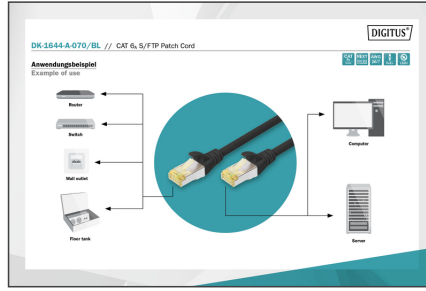 DIGITUS®
DK-1644-A-070/BL // CAT 6A S/FTP Patch Cord
Anwendungsbeispiel
Example of use
Router
Switch
Wall outlet
Floor tank
Computer
Server